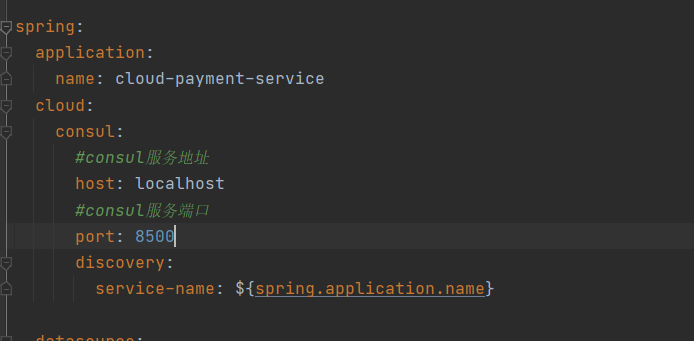 spring:
application:
name: cloud-payment-service
cloud:
consul:
#consul服务地址
host: localhost
#consul服务端口
port: 8500
discovery:
service-name: ${spring.application.name}
datasource: